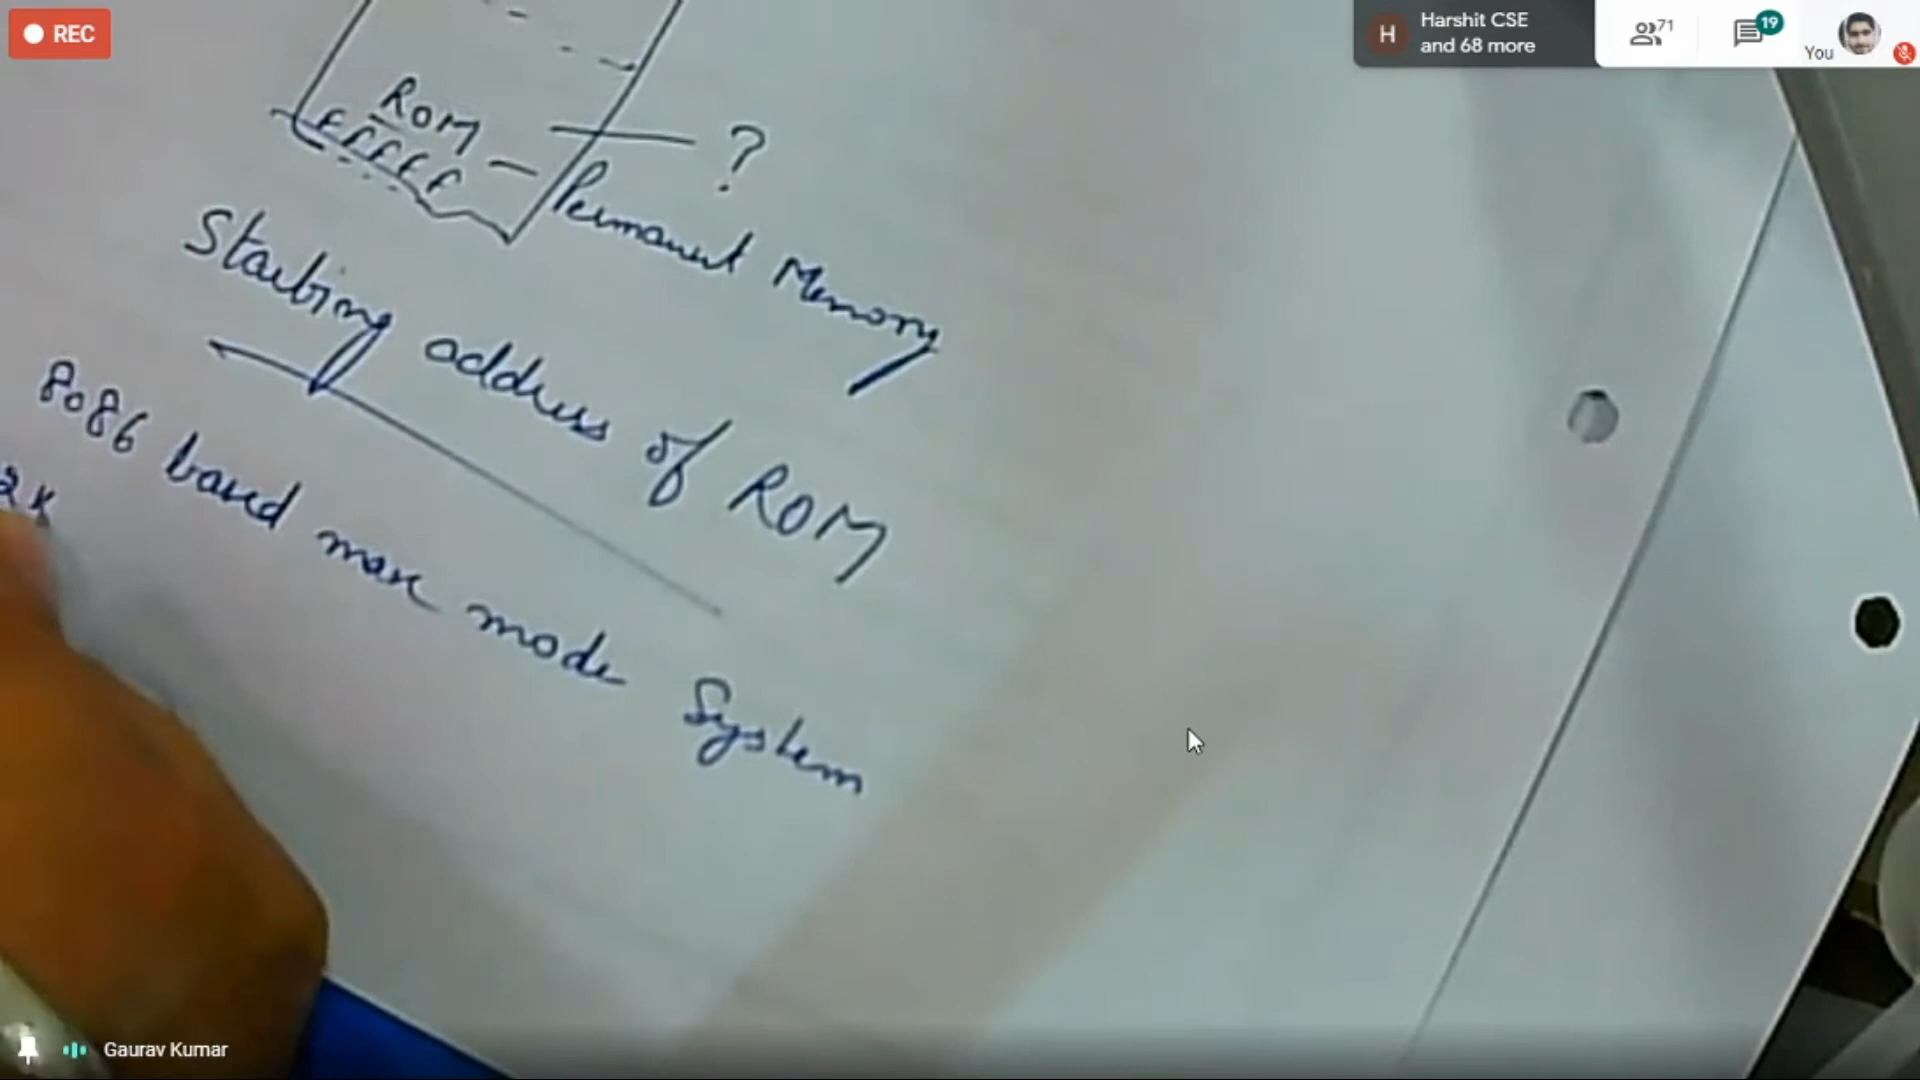 REC
H
Harshit CSE
and 68 more
71
19
You
ROM
?
FFFFF
Permanent Memory
Starting address of ROM
8086 based max mode System
2K
Gaurav Kumar